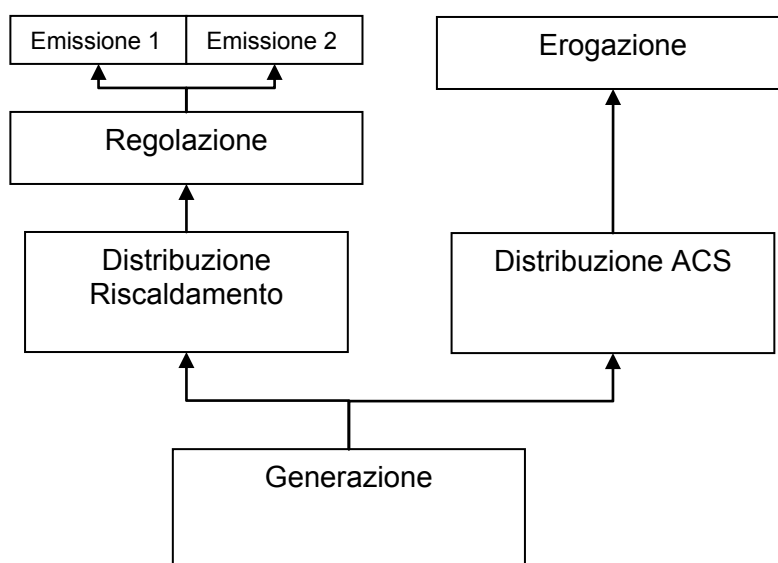 Emissione 1
Emissione 2
Erogazione
Regolazione
Distribuzione
Riscaldamento
Distribuzione ACS
Generazione